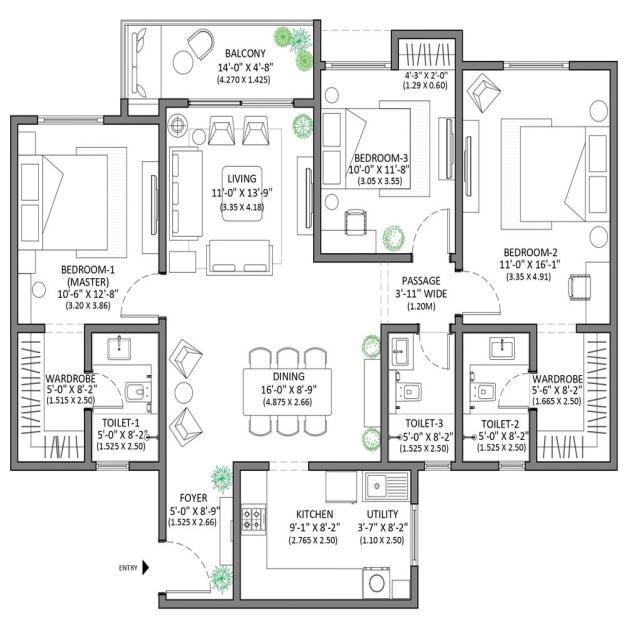 BALCONY
14'-0" X 4'-8"
(4.270 X 1.425)
4'-3" X 2'-0"
(1.29 X 0.60)
BEDROOM-3
10'-0" X 11'-8"
(3.05 X 3.55)
LIVING
11'-0" X 13'-9"
(3.35 X 4.18)
BEDROOM-2
11'-0" X 16'-1"
(3.35 X 4.91)
BEDROOM-1
(MASTER)
10'-6" X 12'-8"
(3.20 X 3.86)
PASSAGE
3'-11" WIDE
(1.20M)
WARDROBE
5'-0" X 8'-2"
(1.515 X 2.50)
DINING
16'-0" X 8'-9"
(4.875 X 2.66)
WARDROBE
5'-6" X 8'-2"
(1.665 X 2.50)
TOILET-1
5'-0" X 8'-2"
(1.525 X 2.50)
TOILET-3
5'-0" X 8'-2"
(1.525 X 2.50)
TOILET-2
5'-0" X 8'-2"
(1.525 X 2.50)
FOYER
5'-0" X 8'-9"
(1.525 X 2.66)
KITCHEN
9'-1" X 8'-2"
(2.765 X 2.50)
UTILITY
3'-7" X 8'-2"
(1.10 X 2.50)
ENTRY